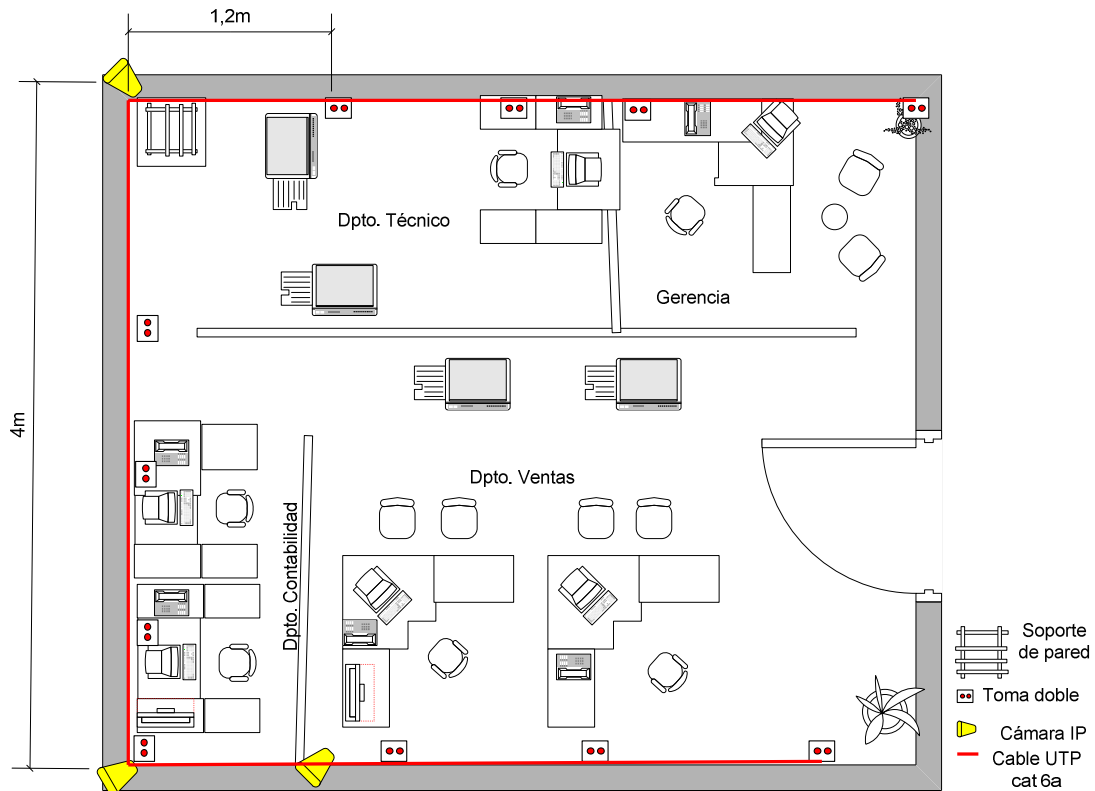 1,2m
Dpto. Técnico
Gerencia
4m
Dpto. Ventas
Dpto. Contabilidad
Soporte
de pared
Toma doble
Cámara IP
Cable UTP
cat 6a